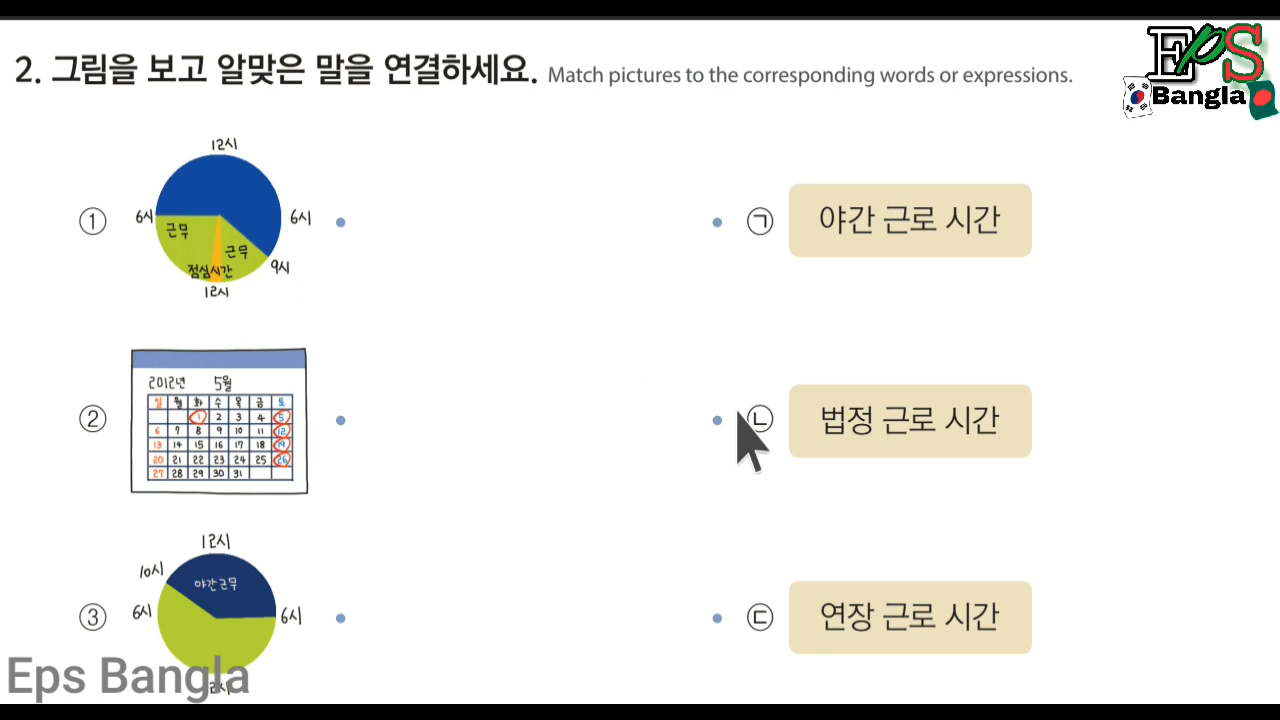 2. 그림을 보고 알맞은 말을 연결하세요. Match pictures to the corresponding words or expressions.
EPS
Bangla
①
12시
6시
6시
근무
근무
점심시간
9시
12시
㉠ 야간 근로 시간
②
2012년 5월
일 월 화 수 목 금 토
1 2 3 4 5
6 7 8 9 10 11 12
13 14 15 16 17 18 19
20 21 22 23 24 25 26
27 28 29 30 31
㉡ 법정 근로 시간
③
12시
10시
야간근무
6시
6시
㉢ 연장 근로 시간
Eps Bangla